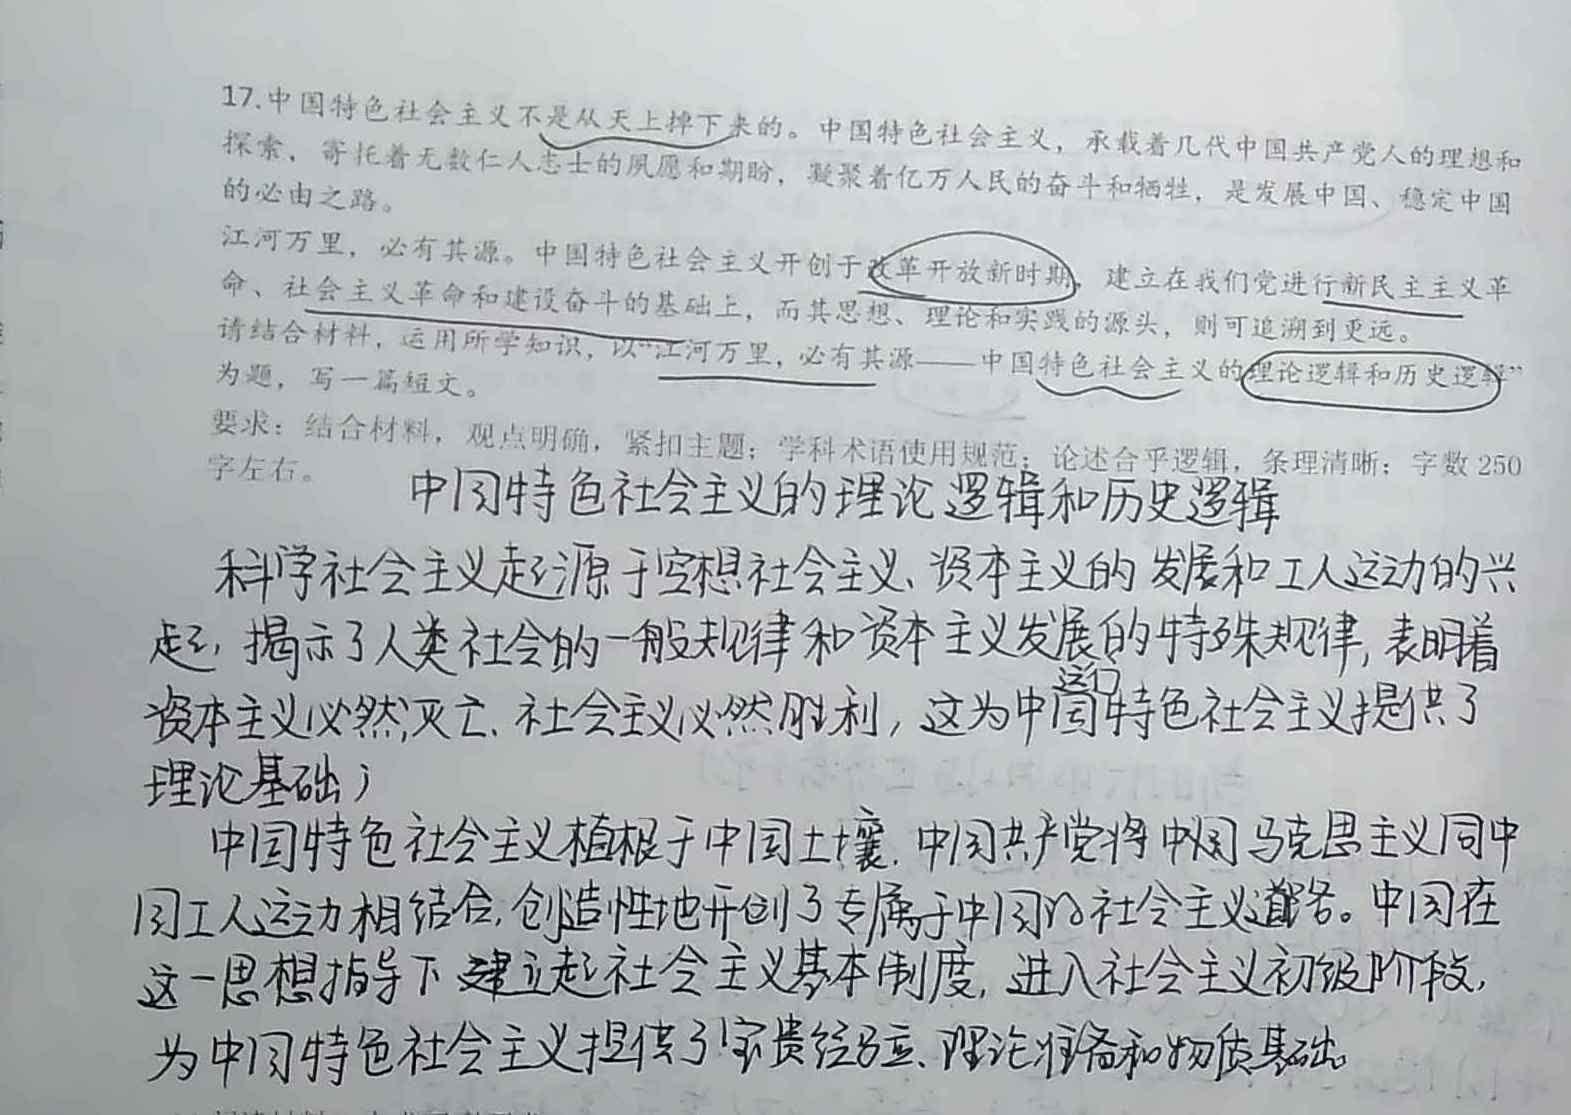 17.中国特色社会主义不是从天上掉下来的。中国特色社会主义，承载着几代中国共产党人的理想和
探索，寄托着无数仁人志士的夙愿和期盼，凝聚着亿万人民的奋斗和牺牲，是发展中国、稳定中国
的必由之路。
江河万里，必有其源。中国特色社会主义开创于改革开放新时期，建立在我们党进行新民主主义革
命、社会主义革命和建设奋斗的基础上，而其思想、理论和实践的源头，则可追溯到更远。
请结合材料，运用所学知识，以“江河万里，必有其源——中国特色社会主义的理论逻辑和历史逻辑”
为题，写一篇短文。
要求：结合材料，观点明确，紧扣主题；学科术语使用规范；论述合乎逻辑，条理清晰；字数250
字左右。
中国特色社会主义的理论逻辑和历史逻辑
科学社会主义起源于空想社会主义、资本主义的发展和工人运动的兴
起，揭示了人类社会的一般规律和资本主义发展的特殊规律，表明着
资本主义必然灭亡、社会主义必然胜利，这为中国特色社会主义提供了
理论基础；
中国特色社会主义植根于中国土壤，中国共产党将马克思主义同中
国工人运动相结合，创造性地开创了专属于中国的社会主义道路。中国在
这一思想指导下建立起社会主义基本制度，进入社会主义初级阶段，
为中国特色社会主义提供了宝贵经验、理论准备和物质基础。